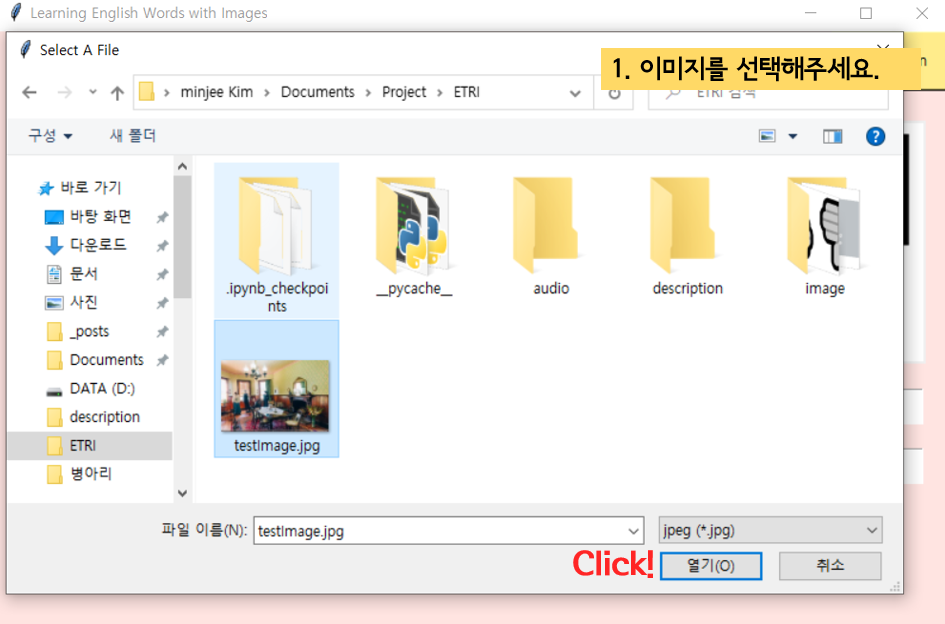 Learning English Words with Images
Select A File
1. 이미지를 선택해주세요.
minjee Kim › Documents › Project › ETRI
ETRI 검색
구성
새 폴더
바로 가기
바탕 화면
다운로드
문서
사진
_posts
Documents
DATA (D:)
description
ETRI
병아리
.ipynb_checkpoi
nts
__pycache__
audio
description
image
testImage.jpg
파일 이름(N):
testImage.jpg
jpeg (*.jpg)
Click!
열기(O)
취소